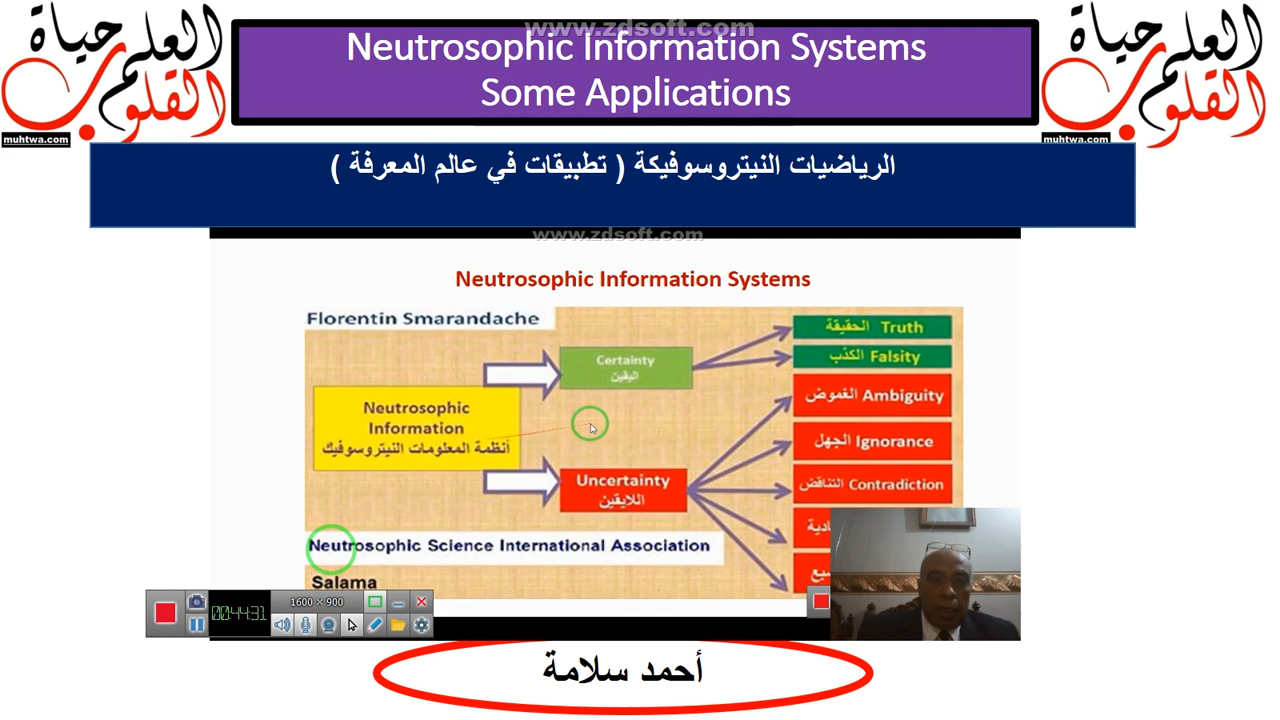 www.zdsoft.com
Neutrosophic Information Systems
Some Applications
العلم حياة القلوب
muhtwa.com
العلم حياة القلوب
muhtwa.com
الرياضيات النيتروسوفيكة ( تطبيقات في عالم المعرفة )
www.zdsoft.com
Neutrosophic Information Systems
Florentin Smarandache
Neutrosophic
Information
أنظمة المعلومات النيتروسوفيك
Certainty
اليقين
Uncertainty
اللايقين
الحقيقة Truth
الكذب Falsity
الغموض Ambiguity
الجهل Ignorance
التناقض Contradiction
Neutrosophic Science International Association
Salama
00:44:31
1600 × 900
أحمد سلامة